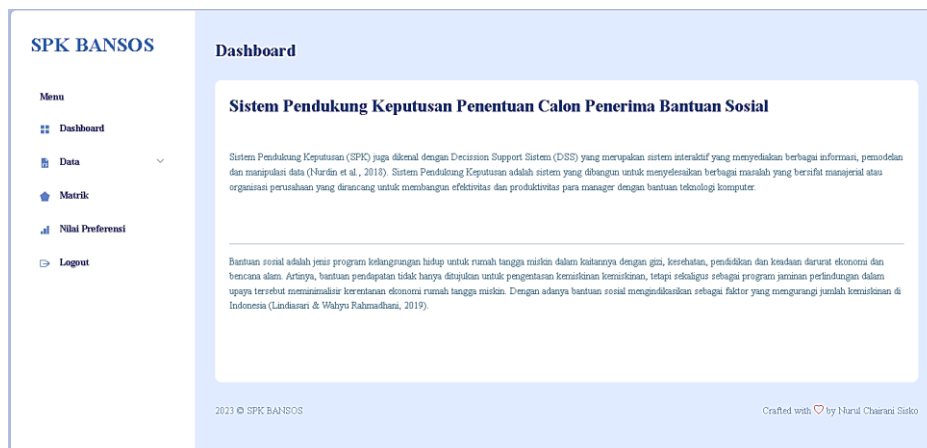 SPK BANSOS
Menu
Dashboard
Data
Matrik
Nilai Preferensi
Logout
Dashboard
Sistem Pendukung Keputusan Penentuan Calon Penerima Bantuan Sosial
Sistem Pendukung Keputusan (SPK) juga dikenal dengan Decission Support Sistem (DSS) yang merupakan sistem interaktif yang menyediakan berbagai informasi, pemodelan
dan manipulasi data (Nurdin et al., 2018). Sistem Pendukung Keputusan adalah sistem yang dibangun untuk menyelesaikan berbagai masalah yang bersifat manajerial atau
organisasi perusahaan yang dirancang untuk membangun efektivitas dan produktivitas para manager dengan bantuan teknologi komputer.
Bantuan sosial adalah jenis program kelangsungan hidup untuk rumah tangga miskin dalam kaitannya dengan gizi, kesehatan, pendidikan dan keadaan darurat ekonomi dan
bencana alam. Artinya, bantuan pendapatan tidak hanya ditujukan untuk pengentasan kemiskinan kemiskinan, tetapi sekaligus sebagai program jaminan perlindungan dalam
upaya tersebut meminimalisir kerentanan ekonomi rumah tangga miskin. Dengan adanya bantuan sosial mengindikasikan sebagai faktor yang mengurangi jumlah kemiskinan di
Indonesia (Lindiasari & Wahyu Rahmadhani, 2019).
2023 © SPK BANSOS
Crafted with ♡ by Nurul Chairani Sisko